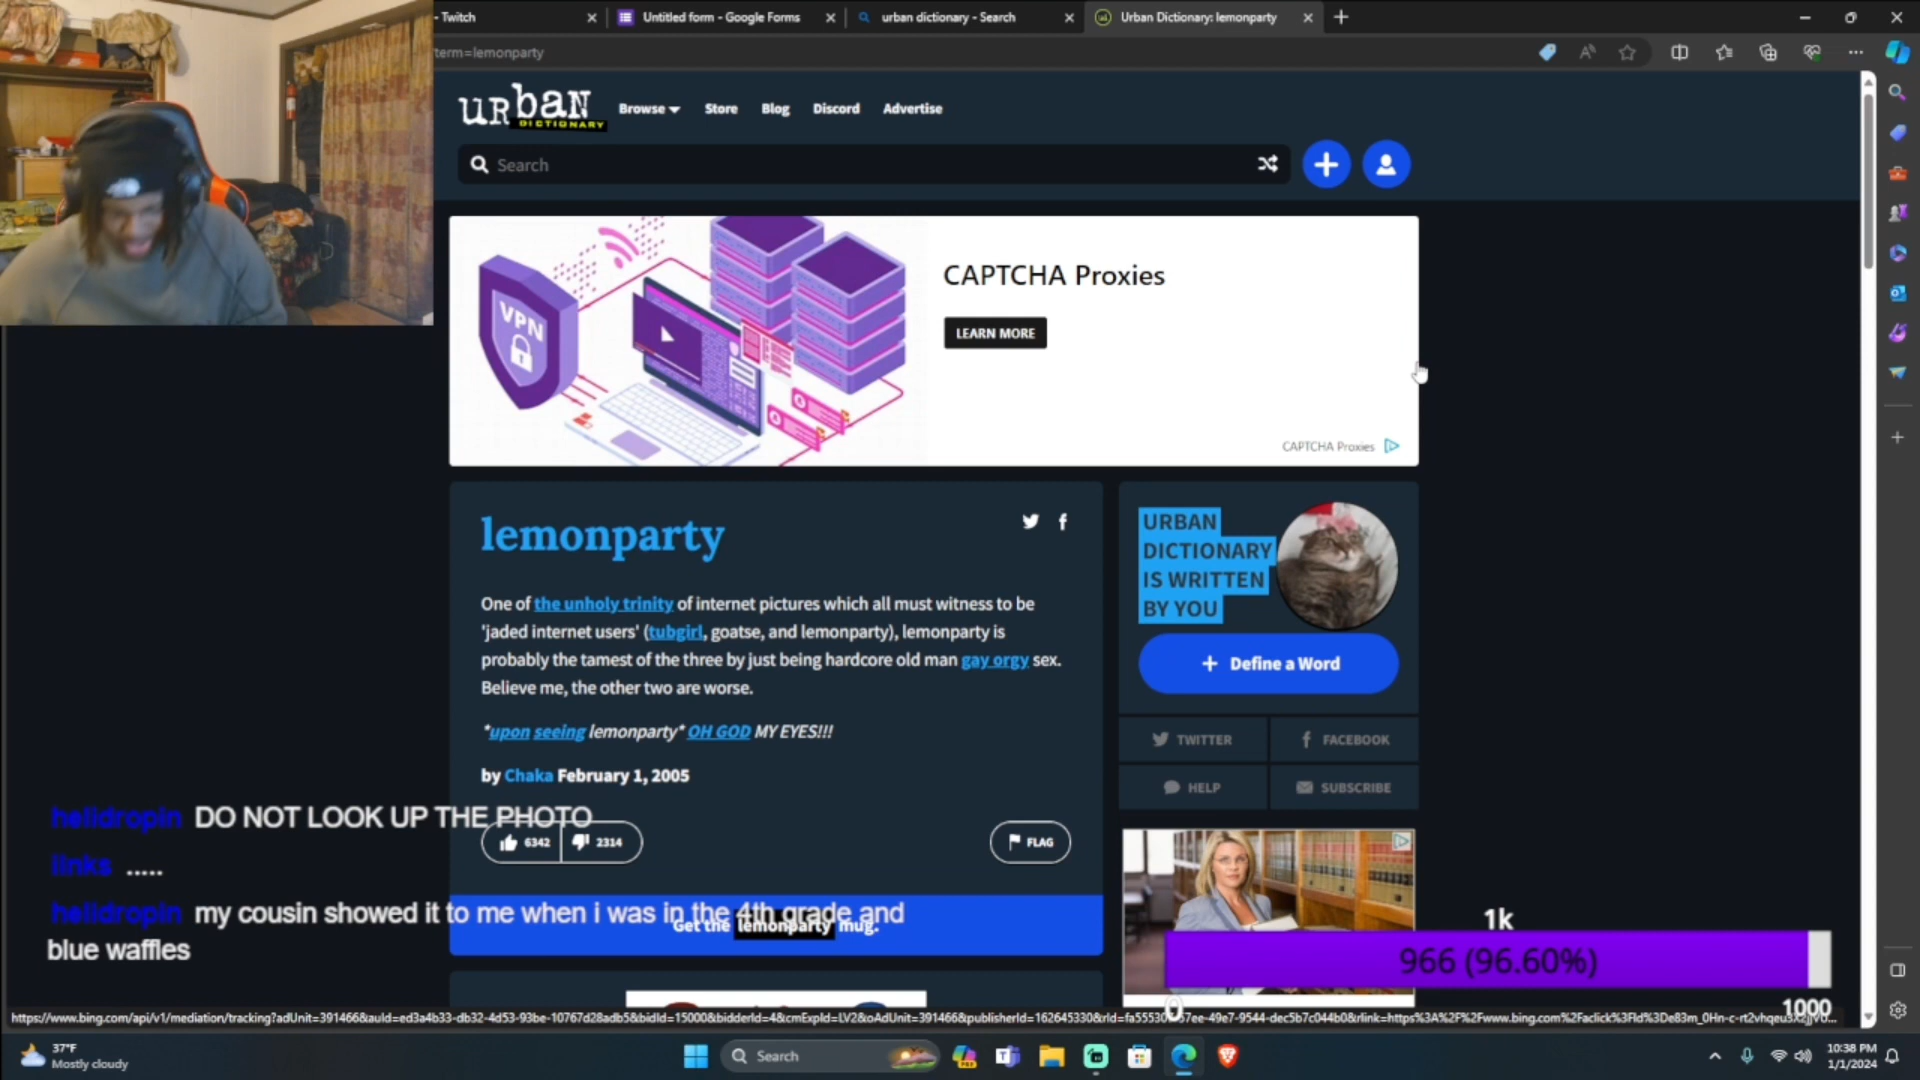 - Twitch
Untitled form - Google Forms
urban dictionary - Search
Urban Dictionary: lemonparty
term=lemonparty
URBAN DICTIONARY
Browse
Store
Blog
Discord
Advertise
Search
VPN
CAPTCHA Proxies
LEARN MORE
CAPTCHA Proxies
lemonparty
One of the unholy trinity of internet pictures which all must witness to be
'jaded internet users' (tubgirl, goatse, and lemonparty), lemonparty is
probably the tamest of the three by just being hardcore old man gay orgy sex.
Believe me, the other two are worse.
*upon seeing lemonparty* OH GOD MY EYES!!!
by Chaka February 1, 2005
6342
2314
FLAG
Get the lemonparty mug.
URBAN
DICTIONARY
IS WRITTEN
BY YOU
Define a Word
TWITTER
FACEBOOK
HELP
SUBSCRIBE
helldropin DO NOT LOOK UP THE PHOTO
links .....
helldropin my cousin showed it to me when i was in the 4th grade and
blue waffles
1k
966 (96.60%)
0
1000
37°F
Mostly cloudy
Search
10:38 PM
1/1/2024